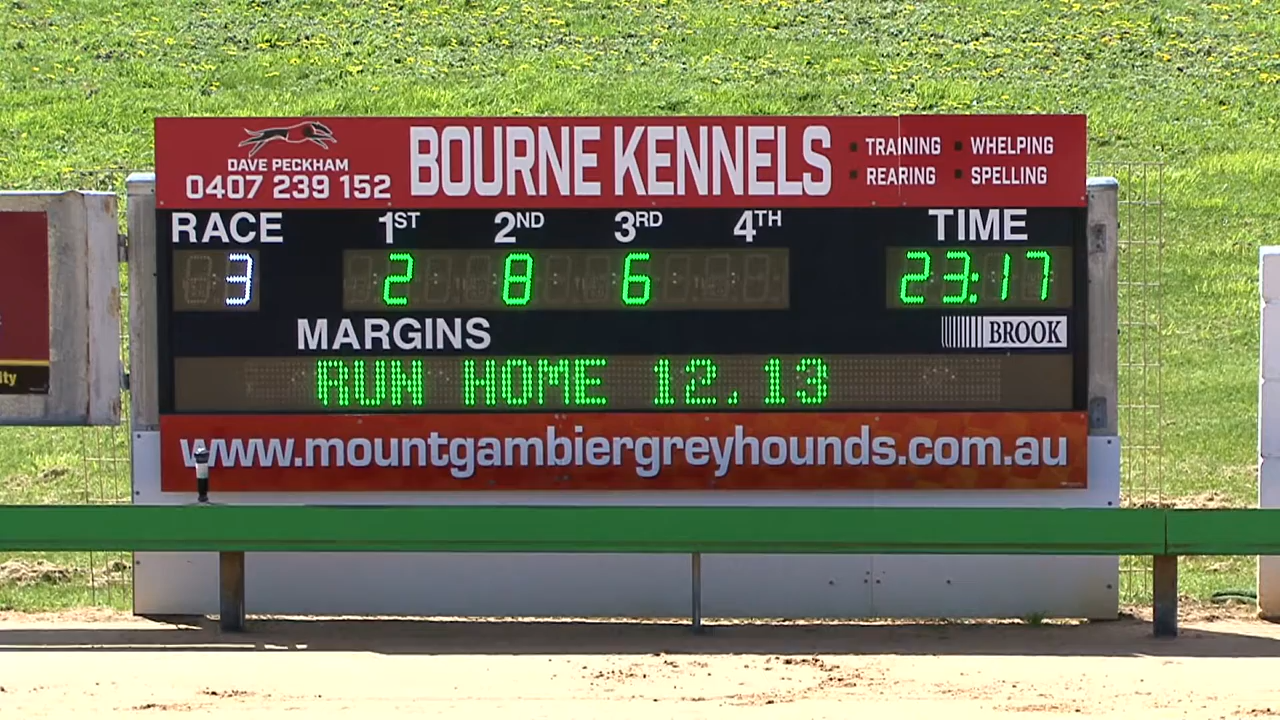 DAVE PECKHAM
0407 239 152
BOURNE KENNELS
TRAINING WHELPING
REARING SPELLING
RACE 1ST 2ND 3RD 4TH TIME
3 2 8 6 23:17
MARGINS
BROOK
RUN HOME 12.13
www.mountgambiergreyhounds.com.au